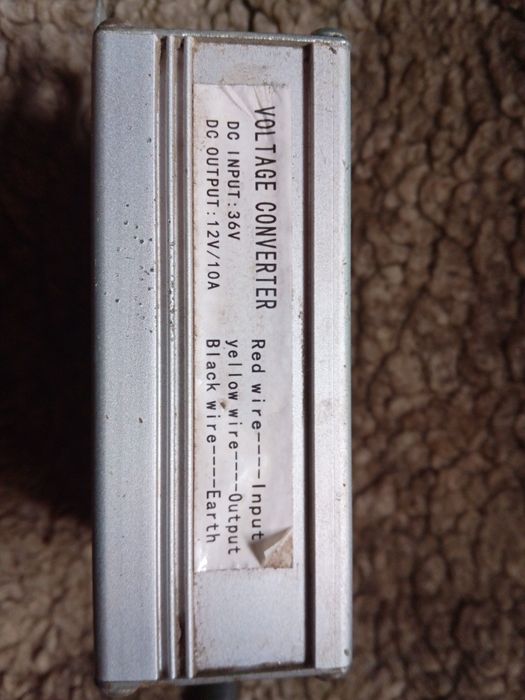 VOLTAGE CONVERTER
DC INPUT:36V
DC OUTPUT:12V/10A
Red wire----Input
yellow wire----Output
Black wire----Earth